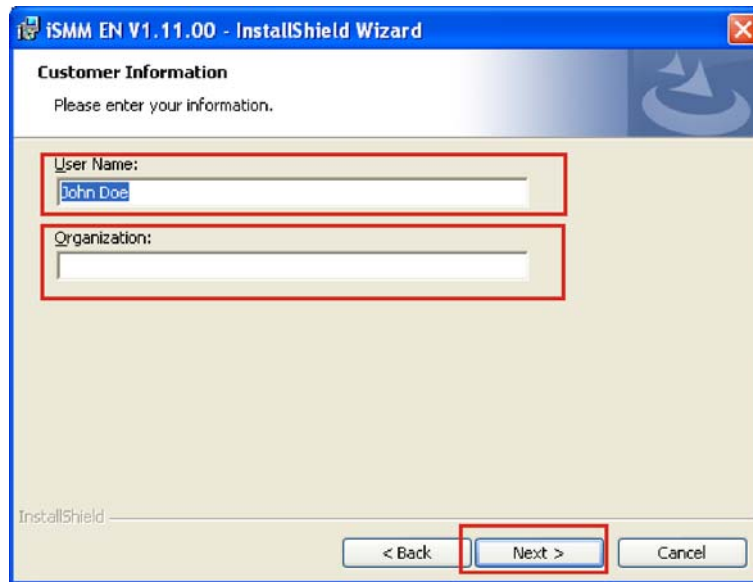 iSMM EN V1.11.00 - InstallShield Wizard
Customer Information
Please enter your information.
User Name:
John Doe
Organization:
InstallShield
< Back
Next >
Cancel